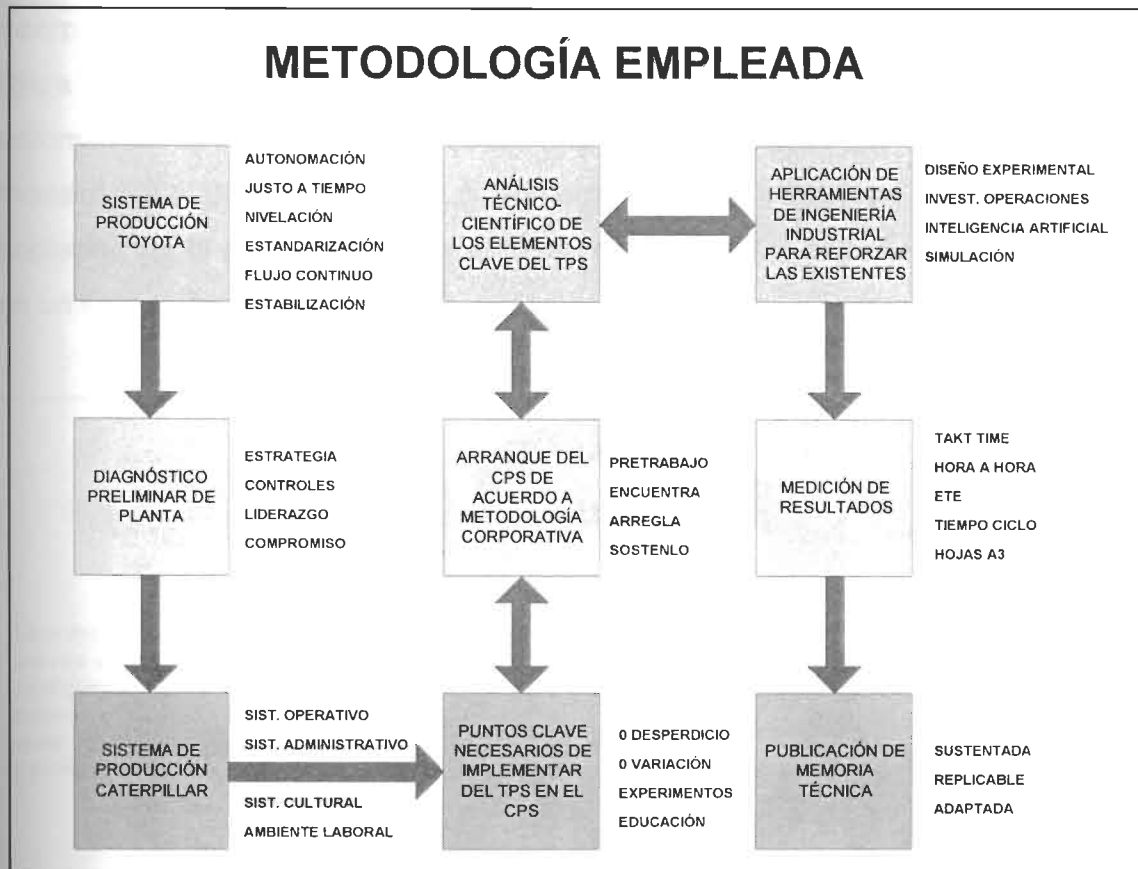 METODOLOGÍA EMPLEADA
SISTEMA DE
PRODUCCIÓN
TOYOTA
AUTONOMACIÓN
JUSTO A TIEMPO
NIVELACIÓN
ESTANDARIZACIÓN
FLUJO CONTINUO
ESTABILIZACIÓN
ANÁLISIS
TÉCNICO-
CIENTÍFICO DE
LOS ELEMENTOS
CLAVE DEL TPS
APLICACIÓN DE
HERRAMIENTAS
DE INGENIERÍA
INDUSTRIAL
PARA REFORZAR
LAS EXISTENTES
DISEÑO EXPERIMENTAL
INVEST. OPERACIONES
INTELIGENCIA ARTIFICIAL
SIMULACIÓN
DIAGNÓSTICO
PRELIMINAR DE
PLANTA
ESTRATEGIA
CONTROLES
LIDERAZGO
COMPROMISO
ARRANQUE DEL
CPS DE
ACUERDO A
METODOLOGÍA
CORPORATIVA
PRETRABAJO
ENCUENTRA
ARREGLA
SOSTENLO
MEDICIÓN DE
RESULTADOS
TAKT TIME
HORA A HORA
ETE
TIEMPO CICLO
HOJAS A3
SISTEMA DE
PRODUCCIÓN
CATERPILLAR
SIST. OPERATIVO
SIST. ADMINISTRATIVO
SIST. CULTURAL
AMBIENTE LABORAL
PUNTOS CLAVE
NECESARIOS DE
IMPLEMENTAR
DEL TPS EN EL
CPS
0 DESPERDICIO
0 VARIACIÓN
EXPERIMENTOS
EDUCACIÓN
PUBLICACIÓN DE
MEMORIA
TÉCNICA
SUSTENTADA
REPLICABLE
ADAPTADA